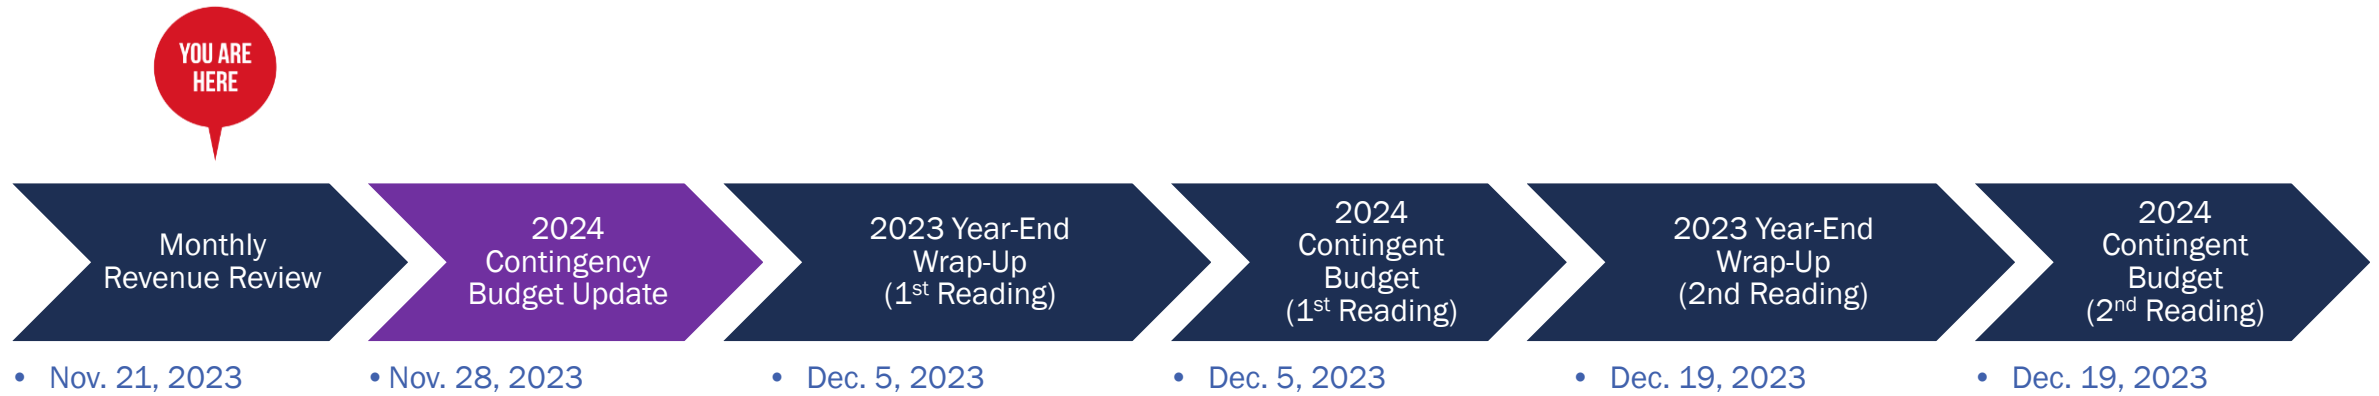 YOU ARE
HERE
Monthly
Revenue Review
2024
Contingency
Budget Update
2023 Year-End
Wrap-Up
(1st Reading)
2024
Contingent
Budget
(1st Reading)
2023 Year-End
Wrap-Up
(2nd Reading)
2024
Contingent
Budget
(2nd Reading)
• Nov. 21, 2023
• Nov. 28, 2023
• Dec. 5, 2023
• Dec. 5, 2023
• Dec. 19, 2023
• Dec. 19, 2023